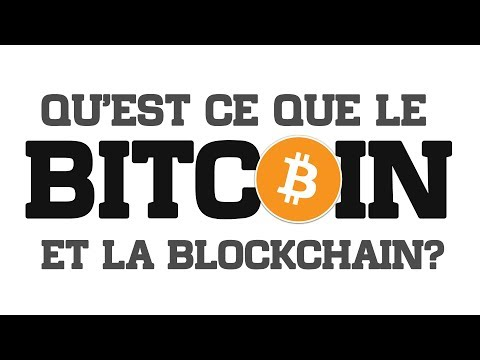 QU'EST CE QUE LE
BITCOIN
ET LA BLOCKCHAIN?